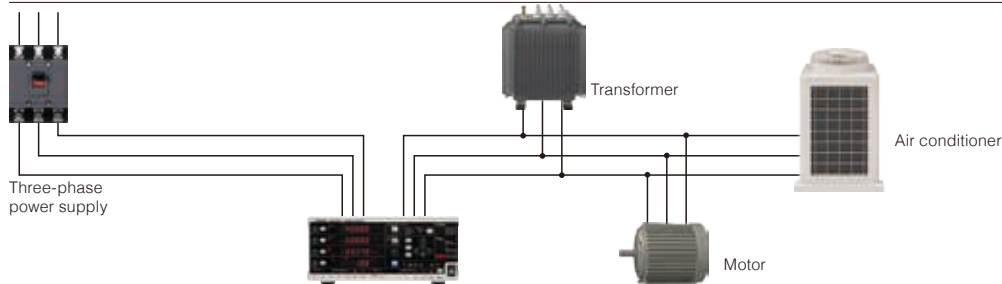 Transformer
Air conditioner
Three-phase
power supply
Motor